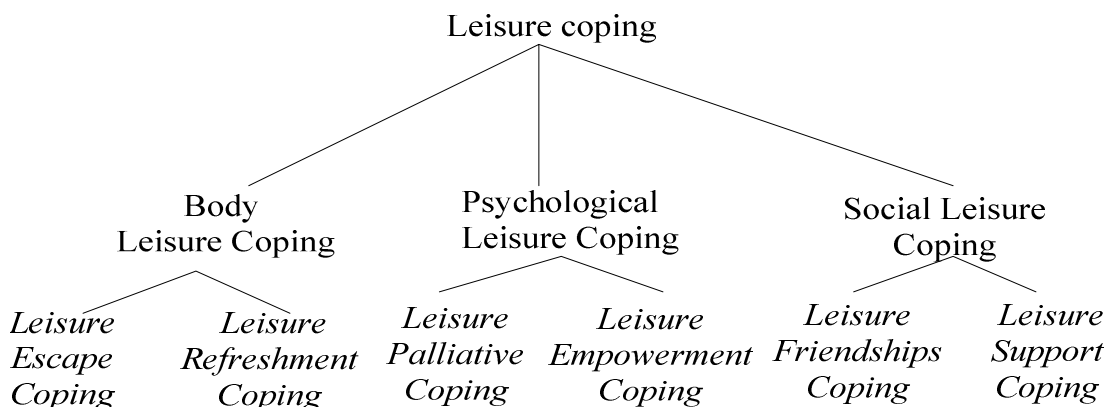 Leisure coping
Body
Leisure Coping
Psychological
Leisure Coping
Social Leisure
Coping
Leisure
Escape
Coping
Leisure
Refreshment
Coping
Leisure
Palliative
Coping
Leisure
Empowerment
Coping
Leisure
Friendships
Coping
Leisure
Support
Coping